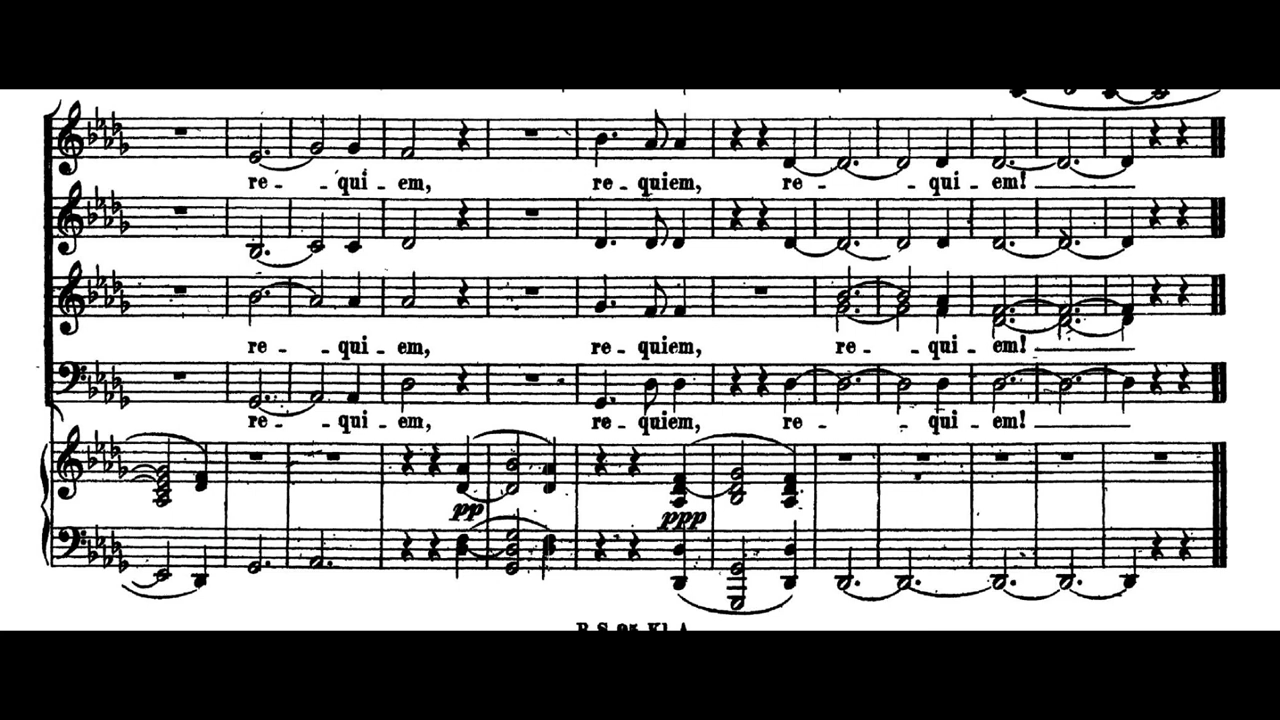 re - - qui - em, re - quiem, re - - qui - em!
re - - qui - em, re - quiem, re - qui - em!
re - - qui - em, re - quiem, re - - qui - em!
pp ppp